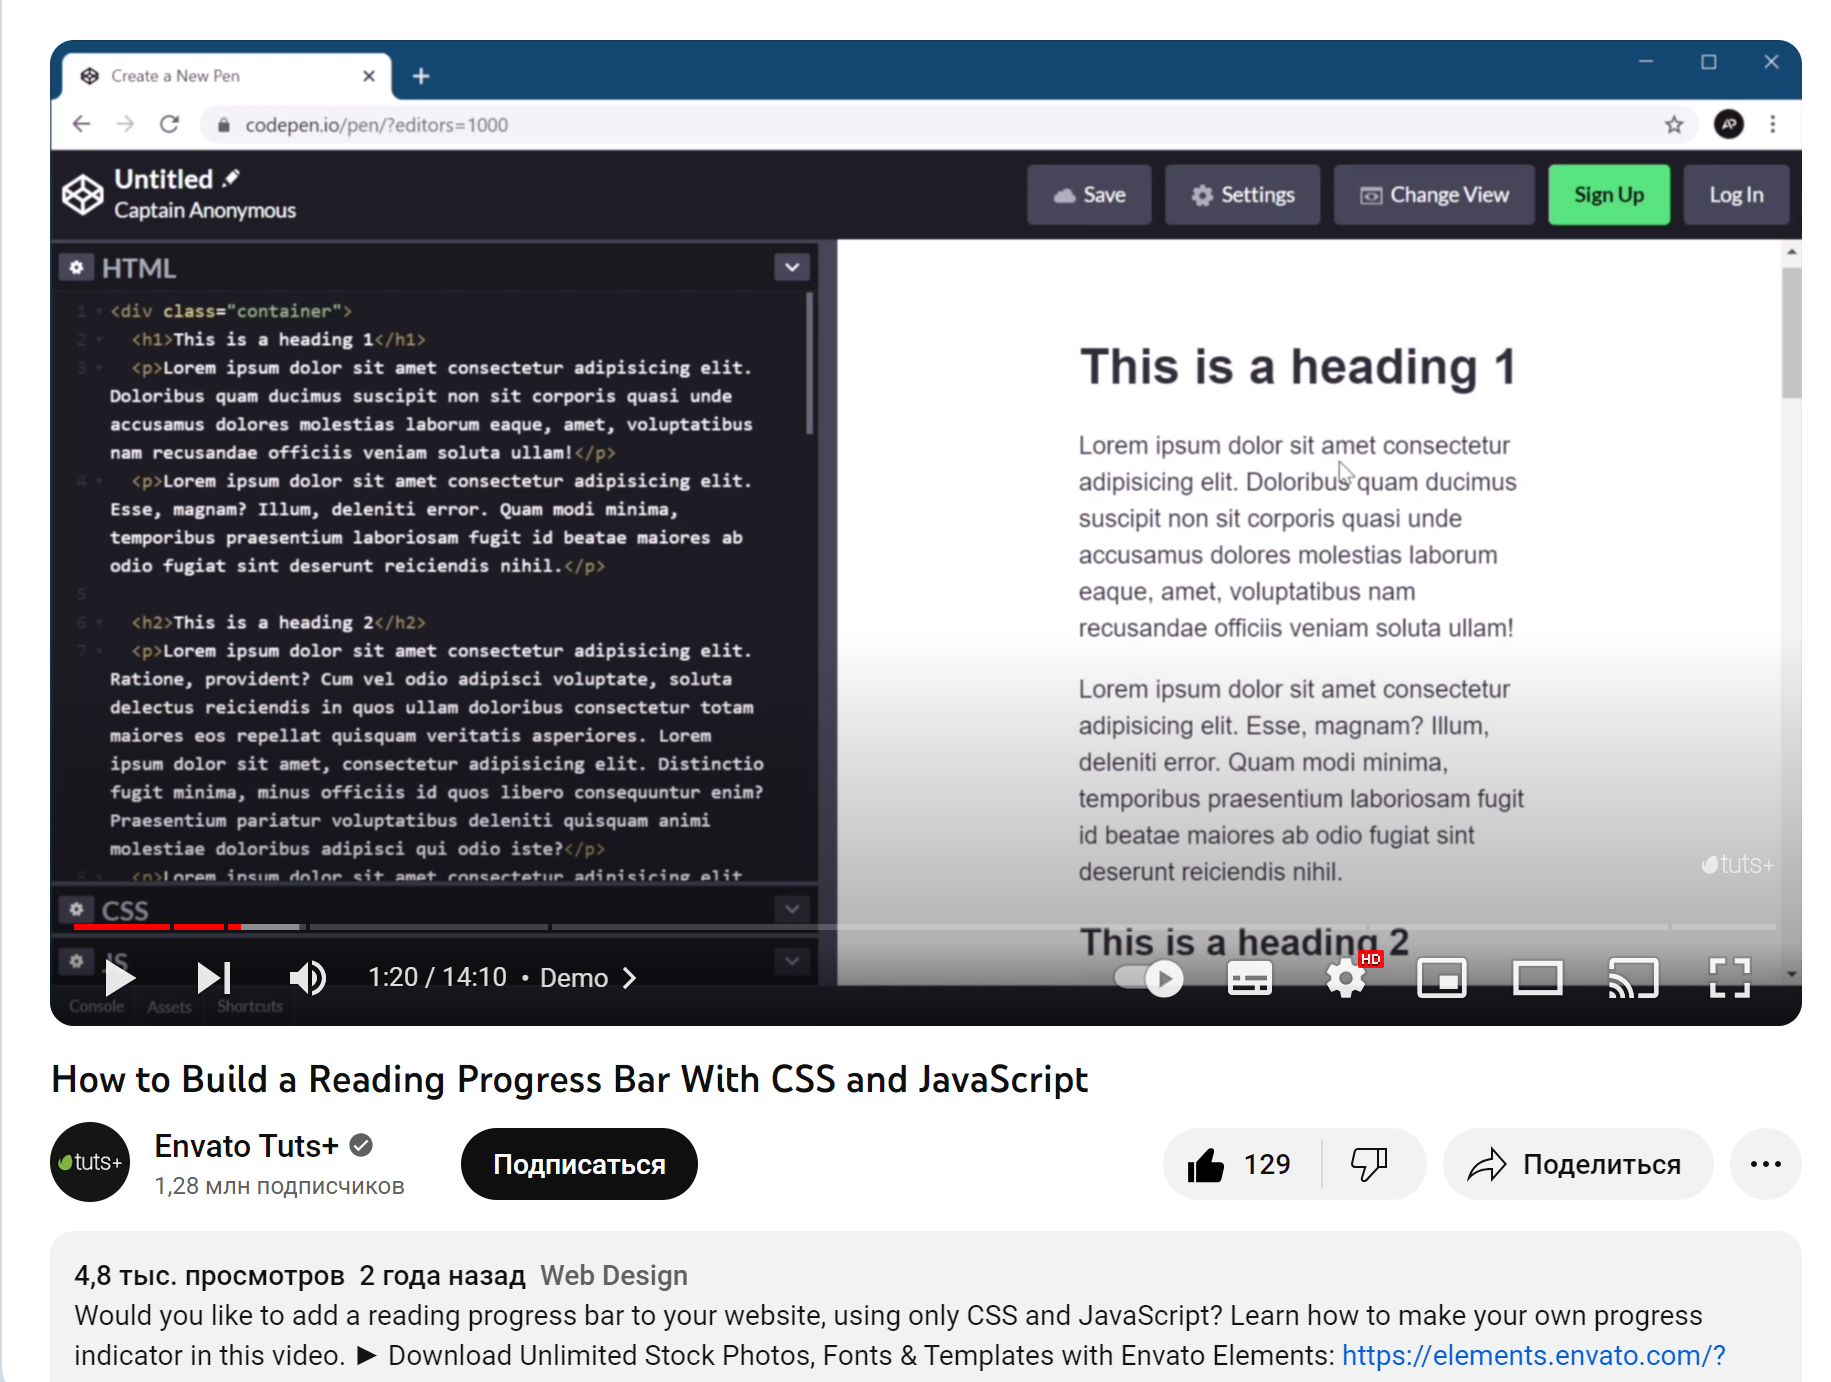 Create a New Pen
codepen.io/pen/?editors=1000
AP
Untitled
Captain Anonymous
Save
Settings
Change View
Sign Up
Log In
HTML
1 <div class="container">
2 <h1>This is a heading 1</h1>
3 <p>Lorem ipsum dolor sit amet consectetur adipisicing elit.
Doloribus quam ducimus suscipit non sit corporis quasi unde
accusamus dolores molestias laborum eaque, amet, voluptatibus
nam recusandae officiis veniam soluta ullam!</p>
4 <p>Lorem ipsum dolor sit amet consectetur adipisicing elit.
Esse, magnam? Illum, deleniti error. Quam modi minima,
temporibus praesentium laboriosam fugit id beatae maiores ab
odio fugiat sint deserunt reiciendis nihil.</p>
5
6 <h2>This is a heading 2</h2>
7 <p>Lorem ipsum dolor sit amet consectetur adipisicing elit.
Ratione, provident? Cum vel odio adipisci voluptate, soluta
delectus reiciendis in quos ullam doloribus consectetur totam
maiores eos repellat quisquam veritatis asperiores. Lorem
ipsum dolor sit amet, consectetur adipisicing elit. Distinctio
fugit minima, minus officiis id quos libero consequuntur enim?
Praesentium pariatur voluptatibus deleniti quisquam animi
molestiae doloribus adipisci qui odio iste?</p>
8 <p>Lorem ipsum dolor sit amet consectetur adipisicing elit
CSS
JS
Console
Assets
Shortcuts
This is a heading 1
Lorem ipsum dolor sit amet consectetur
adipisicing elit. Doloribus quam ducimus
suscipit non sit corporis quasi unde
accusamus dolores molestias laborum
eaque, amet, voluptatibus nam
recusandae officiis veniam soluta ullam!
Lorem ipsum dolor sit amet consectetur
adipisicing elit. Esse, magnam? Illum,
deleniti error. Quam modi minima,
temporibus praesentium laboriosam fugit
id beatae maiores ab odio fugiat sint
deserunt reiciendis nihil.
This is a heading 2
tuts+
1:20 / 14:10 • Demo
HD
How to Build a Reading Progress Bar With CSS and JavaScript
tuts+
Envato Tuts+
1,28 млн подписчиков
Подписаться
129
Поделиться
4,8 тыс. просмотров 2 года назад Web Design
Would you like to add a reading progress bar to your website, using only CSS and JavaScript? Learn how to make your own progress
indicator in this video. ► Download Unlimited Stock Photos, Fonts & Templates with Envato Elements: https://elements.envato.com/?